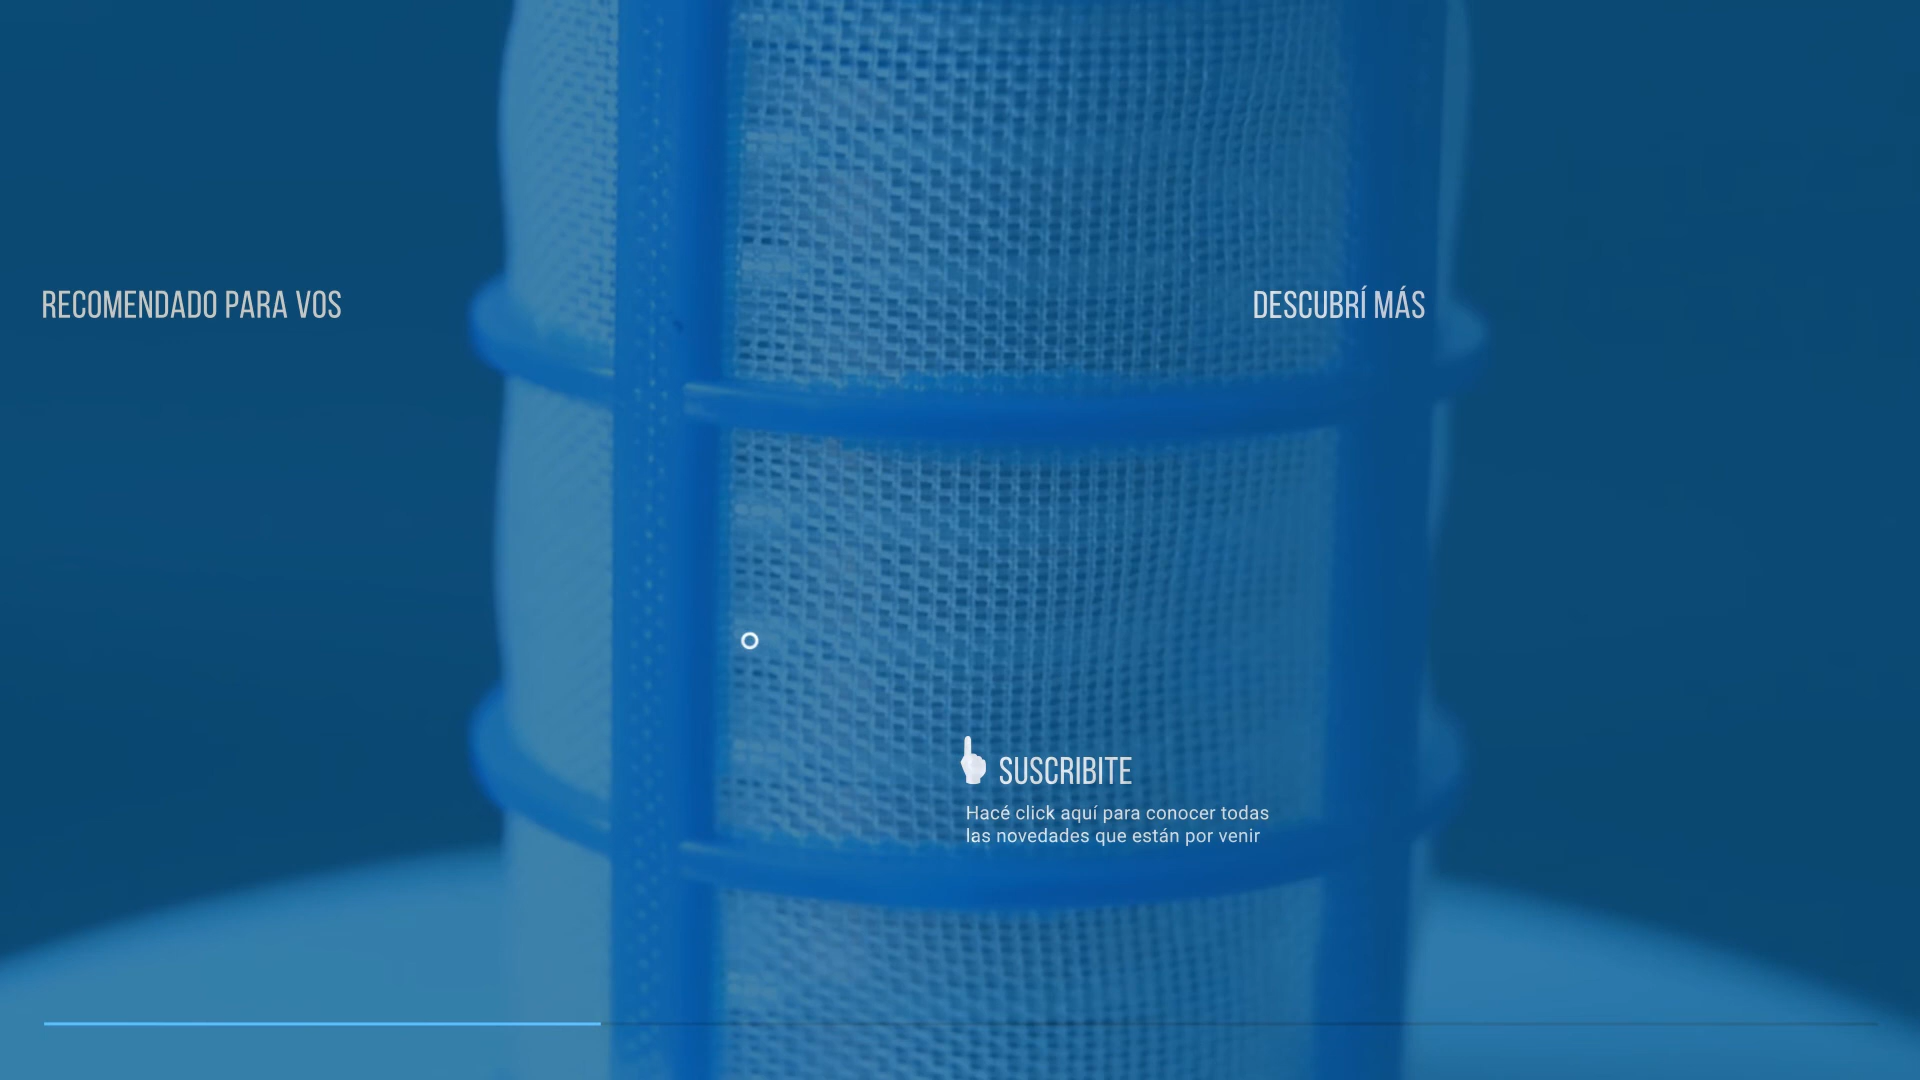 RECOMENDADO PARA VOS
DESCUBRÍ MÁS
SUSCRIBITE
Hacé click aquí para conocer todas
las novedades que están por venir